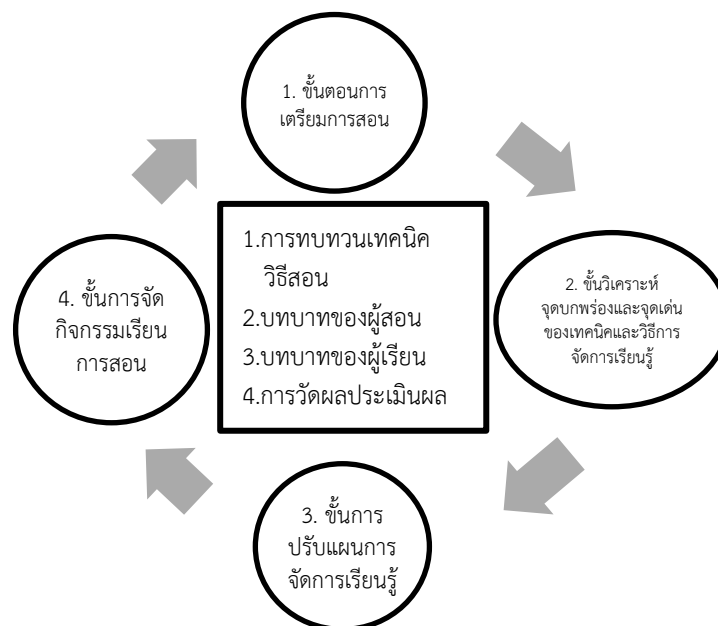 1. ขั้นตอนการ
เตรียมการสอน
1.การทบทวนเทคนิค
วิธีสอน
2.บทบาทของผู้สอน
3.บทบาทของผู้เรียน
4.การวัดผลประเมินผล
2. ขั้นวิเคราะห์
จุดบกพร่องและจุดเด่น
ของเทคนิคและวิธีการ
จัดการเรียนรู้
3. ขั้นการ
ปรับแผนการ
จัดการเรียนรู้
4. ขั้นการจัด
กิจกรรมเรียน
การสอน